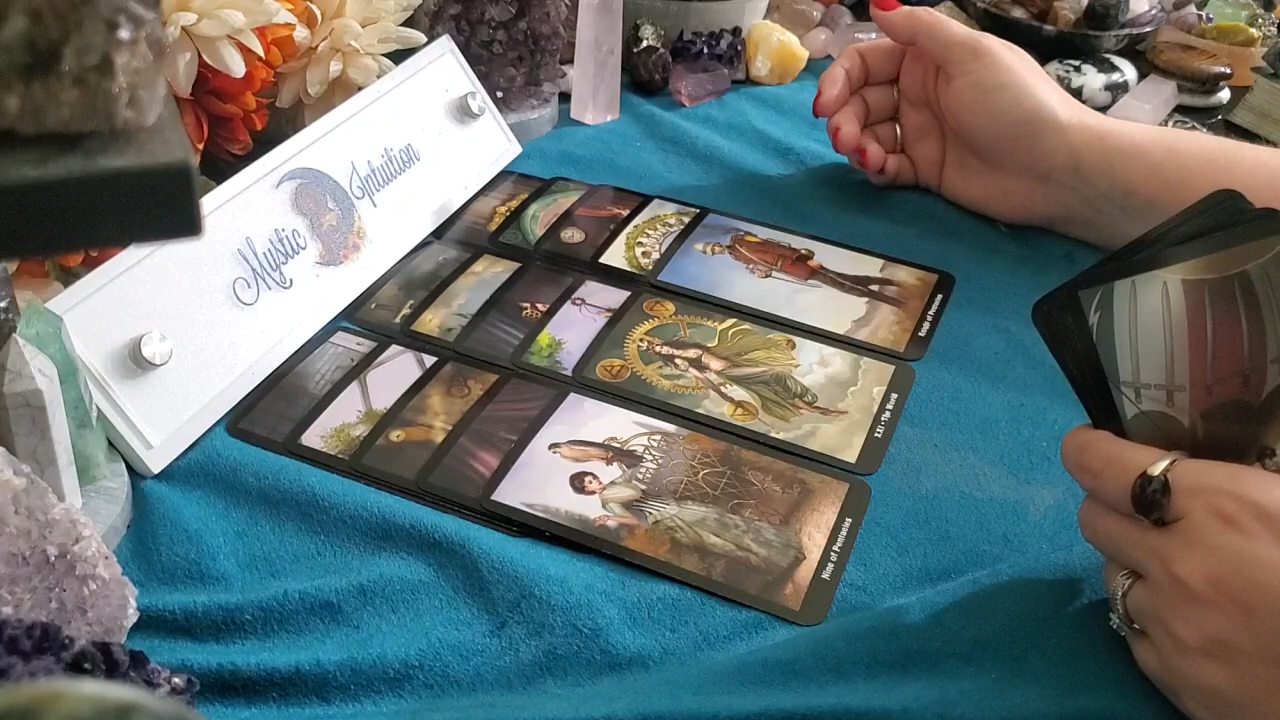 Mystic Intuition
Knight of Pentacles
XXI • The World
Nine of Pentacles